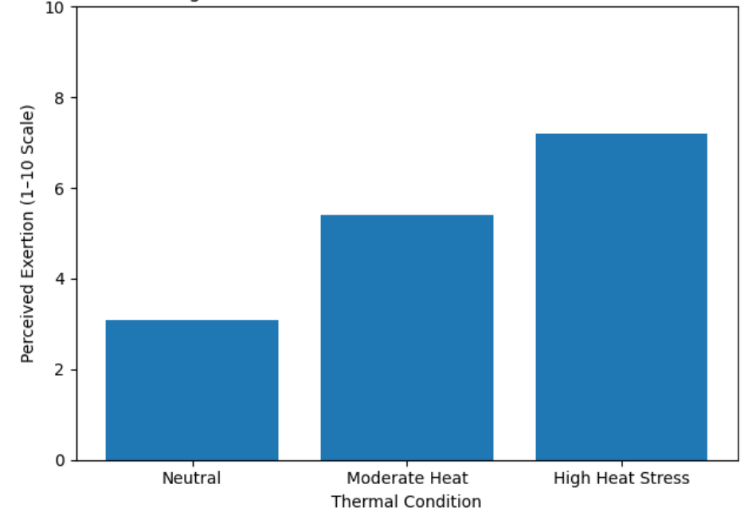 10
8
6
4
2
0
Perceived Exertion (1–10 Scale)
Neutral
Moderate Heat
High Heat Stress
Thermal Condition